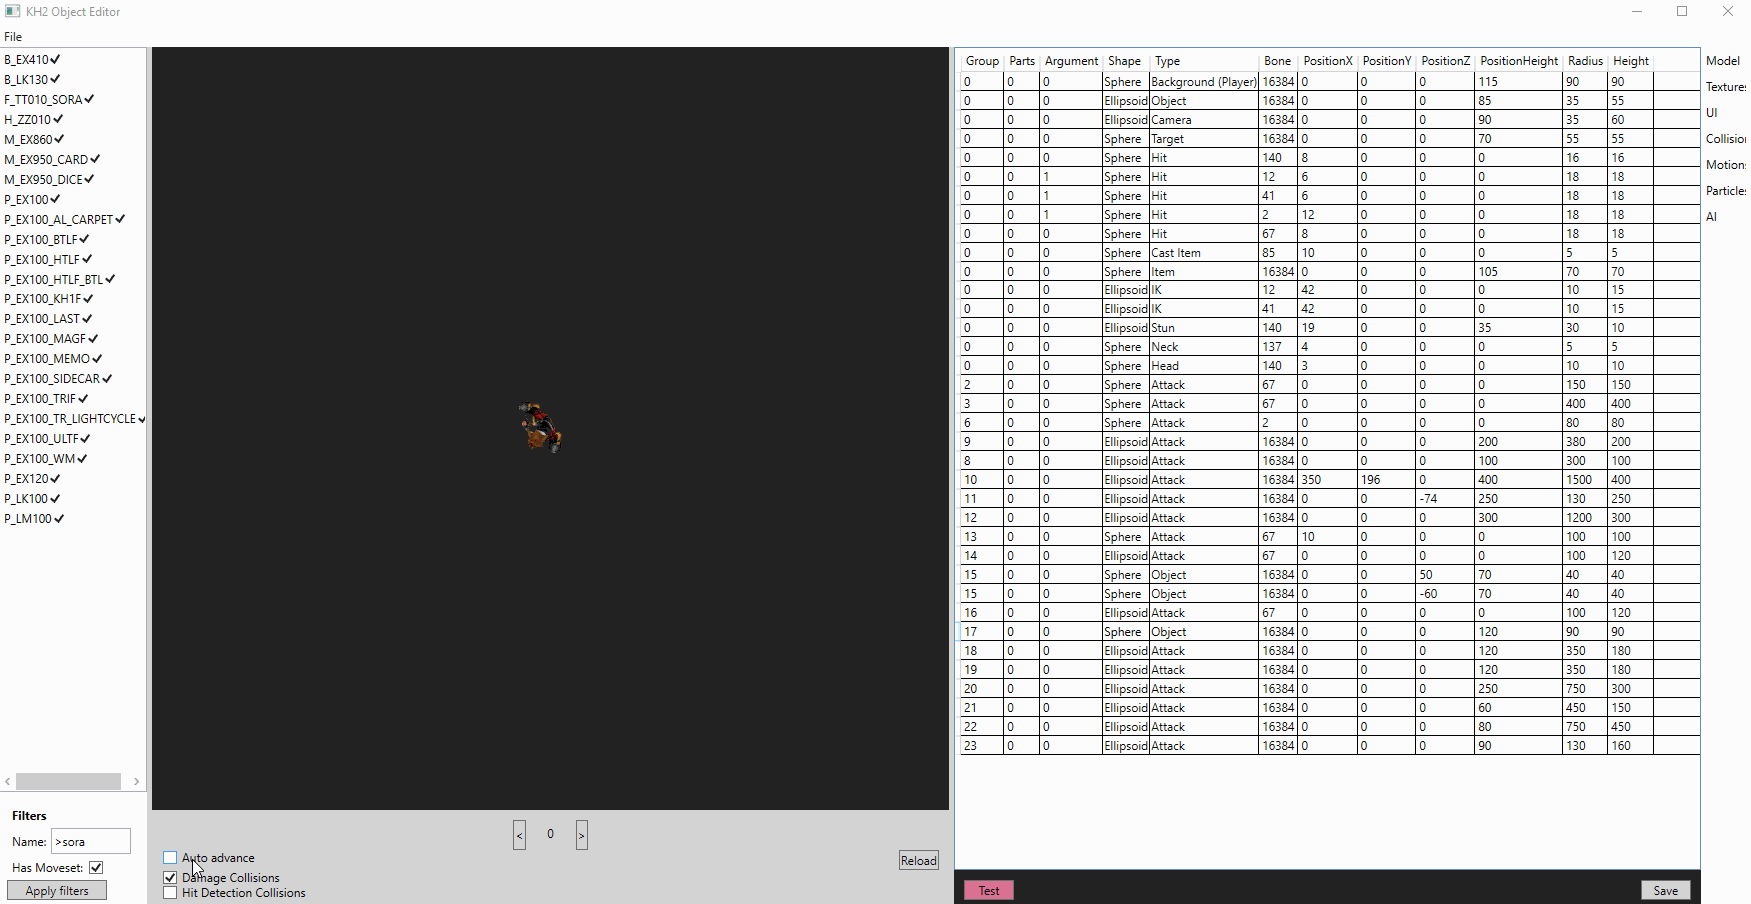 KH2 Object Editor
File
B_EX410
B_LK130
F_TT010_SORA
H_ZZ010
M_EX860
M_EX950_CARD
M_EX950_DICE
P_EX100
P_EX100_AL_CARPET
P_EX100_BTLF
P_EX100_HTLF
P_EX100_HTLF_BTL
P_EX100_KH1F
P_EX100_LAST
P_EX100_MAGF
P_EX100_MEMO
P_EX100_SIDECAR
P_EX100_TRIF
P_EX100_TR_LIGHTCYCLE
P_EX100_ULTF
P_EX100_WM
P_EX120
P_LK100
P_LM100
Filters
Name: >sora
Has Moveset:
Apply filters
< 0 >
Auto advance
Damage Collisions
Hit Detection Collisions
Reload
Group Parts Argument Shape Type Bone PositionX PositionY PositionZ PositionHeight Radius Height
0 0 0 Sphere Background (Player) 16384 0 0 0 115 90 90
0 0 0 Ellipsoid Object 16384 0 0 0 85 35 55
0 0 0 Ellipsoid Camera 16384 0 0 0 90 35 60
0 0 0 Sphere Target 16384 0 0 0 70 55 55
0 0 0 Sphere Hit 140 8 0 0 0 16 16
0 0 1 Sphere Hit 12 6 0 0 0 18 18
0 0 1 Sphere Hit 41 6 0 0 0 18 18
0 0 1 Sphere Hit 2 12 0 0 0 18 18
0 0 0 Sphere Hit 67 8 0 0 0 18 18
0 0 0 Sphere Cast Item 85 10 0 0 0 5 5
0 0 0 Sphere Item 16384 0 0 0 105 70 70
0 0 0 Ellipsoid IK 12 42 0 0 0 10 15
0 0 0 Ellipsoid IK 41 42 0 0 0 10 15
0 0 0 Ellipsoid Stun 140 19 0 0 35 30 10
0 0 0 Sphere Neck 137 4 0 0 0 5 5
0 0 0 Sphere Head 140 3 0 0 0 10 10
2 0 0 Sphere Attack 67 0 0 0 0 150 150
3 0 0 Sphere Attack 67 0 0 0 0 400 400
6 0 0 Sphere Attack 2 0 0 0 0 80 80
9 0 0 Ellipsoid Attack 16384 0 0 0 200 380 200
8 0 0 Ellipsoid Attack 16384 0 0 0 100 300 100
10 0 0 Ellipsoid Attack 16384 350 196 0 400 1500 400
11 0 0 Ellipsoid Attack 16384 0 0 -74 250 130 250
12 0 0 Ellipsoid Attack 16384 0 0 0 300 1200 300
13 0 0 Sphere Attack 67 10 0 0 0 100 100
14 0 0 Ellipsoid Attack 67 0 0 0 0 100 120
15 0 0 Sphere Object 16384 0 0 50 70 40 40
15 0 0 Sphere Object 16384 0 0 -60 70 40 40
16 0 0 Ellipsoid Attack 67 0 0 0 0 100 120
17 0 0 Sphere Object 16384 0 0 0 120 90 90
18 0 0 Ellipsoid Attack 16384 0 0 0 120 350 180
19 0 0 Ellipsoid Attack 16384 0 0 0 120 350 180
20 0 0 Ellipsoid Attack 16384 0 0 0 250 750 300
21 0 0 Ellipsoid Attack 16384 0 0 0 60 450 150
22 0 0 Ellipsoid Attack 16384 0 0 0 80 750 450
23 0 0 Ellipsoid Attack 16384 0 0 0 90 130 160
Test
Save
Model
Textures
UI
Collision
Motions
Particles
AI